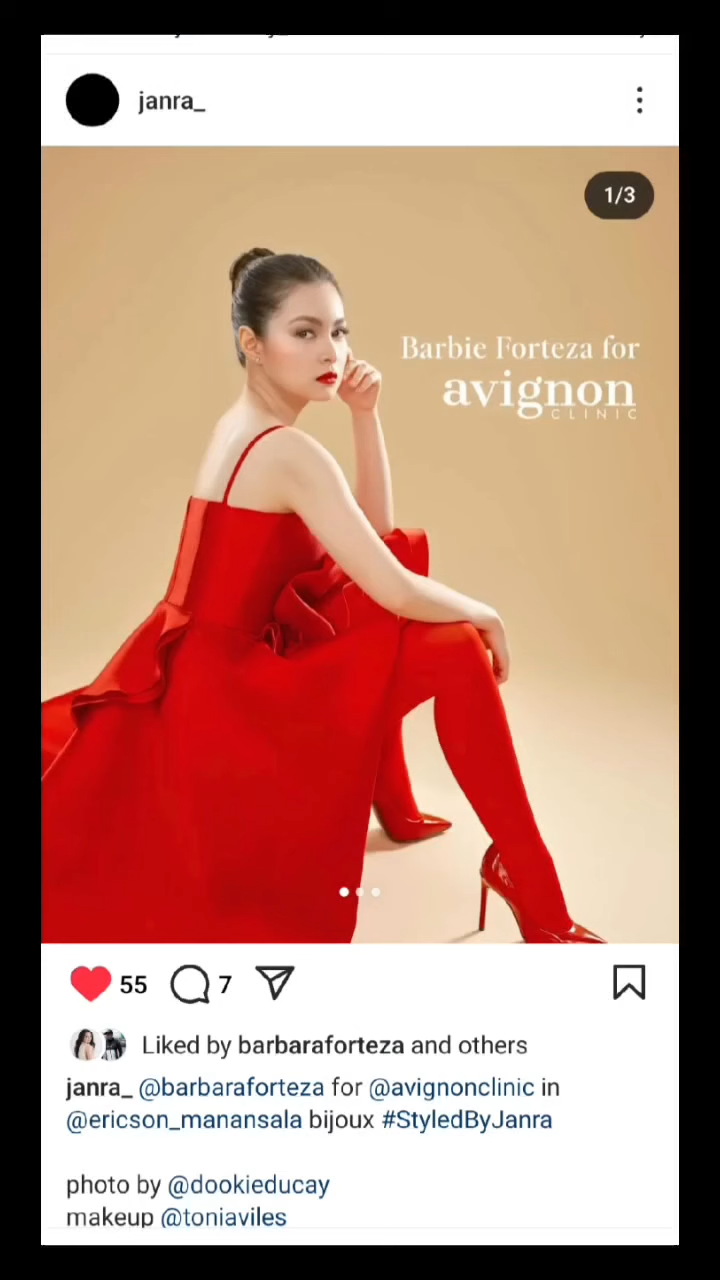 janra_
1/3
Barbie Forteza for
avignon
CLINIC
55
7
Liked by barbaraforteza and others
janra_ @barbaraforteza for @avignonclinic in
@ericson_manansala bijoux #StyledByJanra
photo by @dookieducay
makeup @toniaviles